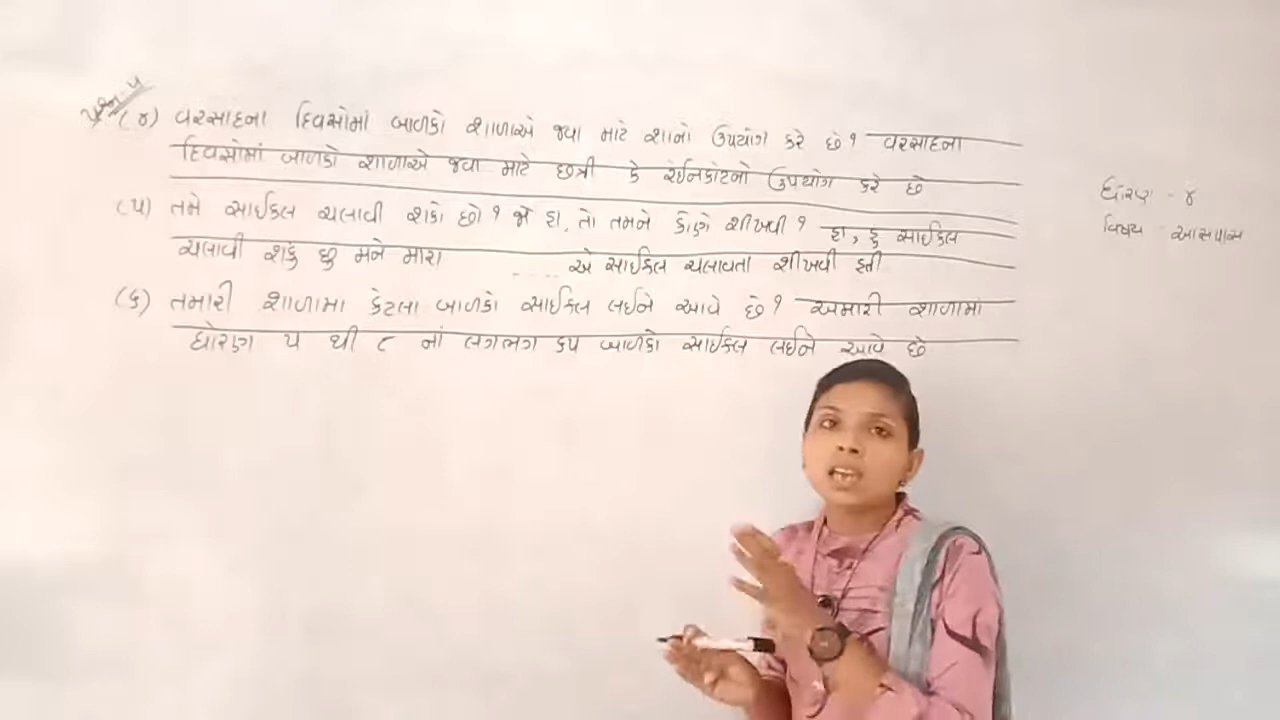 પ્રશ્ન-૫
(૪) વરસાદના દિવસોમાં બાળકો શાળાએ જવા માટે શાનો ઉપયોગ કરે છે ? વરસાદના
દિવસોમાં બાળકો શાળાએ જવા માટે છત્રી કે રેઈનકોટનો ઉપયોગ કરે છે
(૫) તમે સાઈકલ ચલાવી શકો છો ? જો હા, તો તમને કોણે શીખવી ? હા, હુ સાઈકલ
ચલાવી શકુ છુ મને મારા ..... એ સાઈકલ ચલાવતા શીખવી હતી
(૬) તમારી શાળામા કેટલા બાળકો સાઈકલ લઈને આવે છે ? અમારી શાળામાં
ધોરણ ૫ થી ૮ નાં લગભગ ૬૫ બાળકો સાઈકલ લઈને આવે છે
ધોરણ - ૪
વિષય - આસપાસ